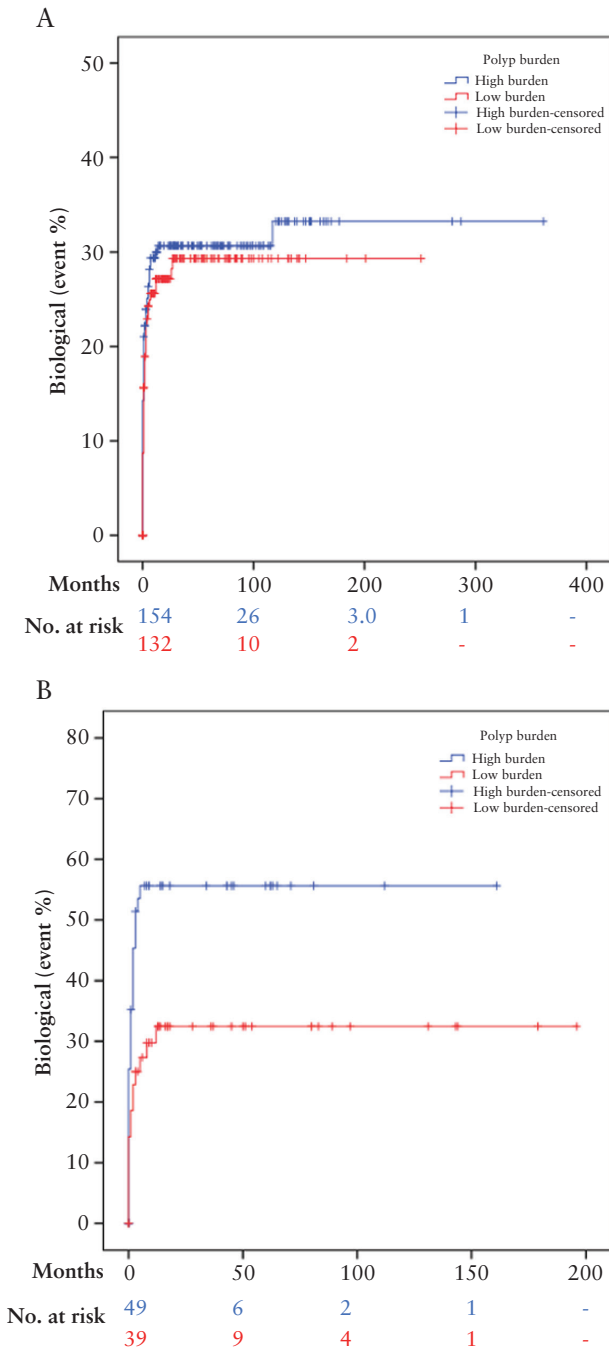 A
50
40
30
20
10
0
Biological (event %)
Polyp burden
High burden
Low burden
High burden-censored
Low burden-censored
Months 0 100 200 300 400
No. at risk
154 26 3.0 1 -
132 10 2 - -
B
80
70
60
50
40
30
20
10
0
Biological (event %)
Polyp burden
High burden
Low burden
High burden-censored
Low burden-censored
Months 0 50 100 150 200
No. at risk
49 6 2 1 -
39 9 4 1 -